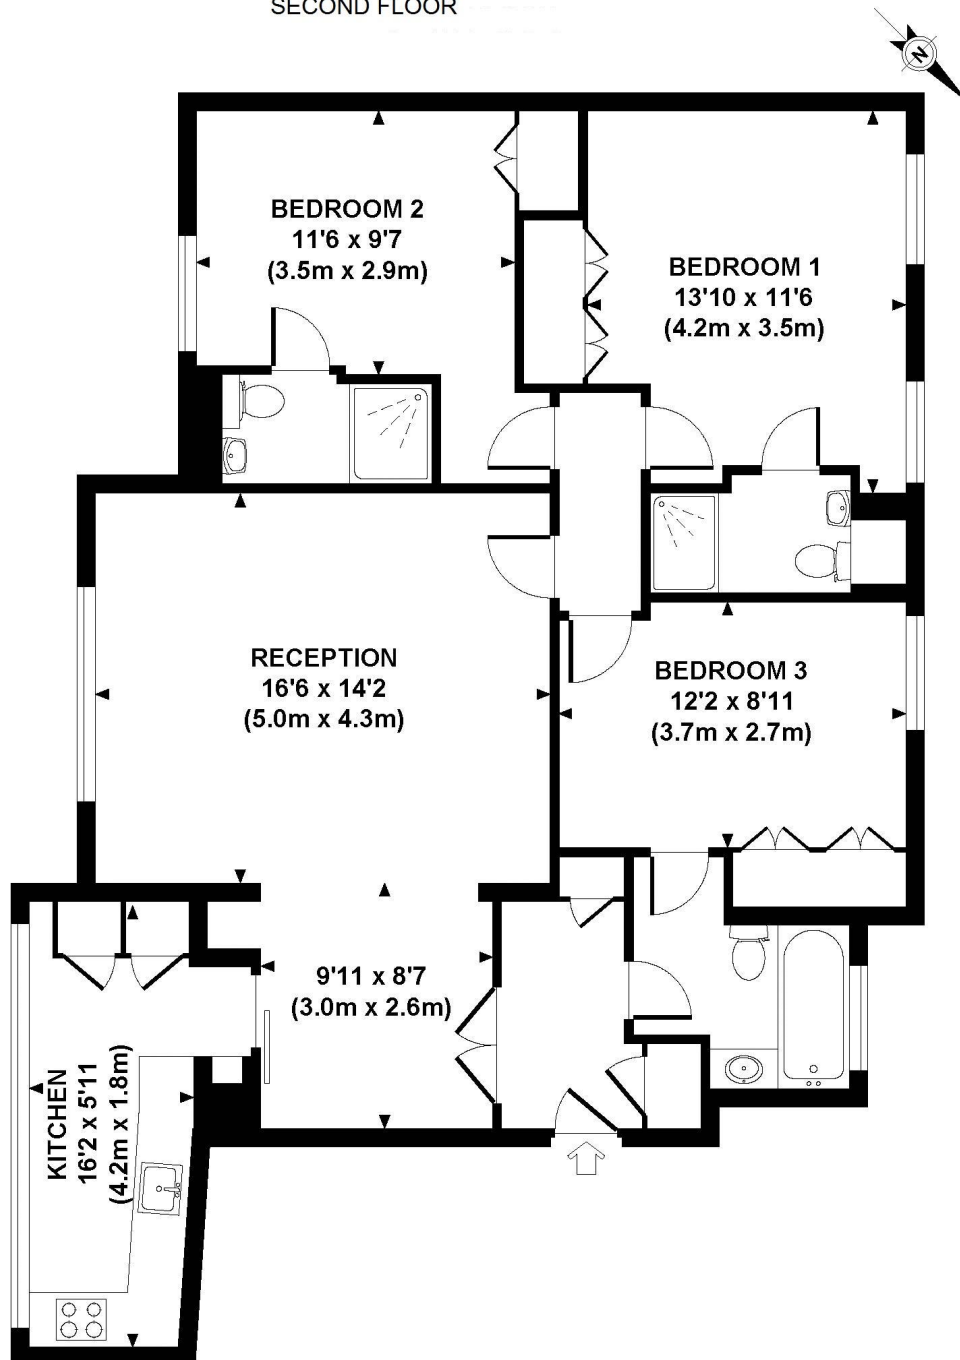 SECOND FLOOR
N
BEDROOM 2
11'6 x 9'7
(3.5m x 2.9m)
BEDROOM 1
13'10 x 11'6
(4.2m x 3.5m)
RECEPTION
16'6 x 14'2
(5.0m x 4.3m)
BEDROOM 3
12'2 x 8'11
(3.7m x 2.7m)
9'11 x 8'7
(3.0m x 2.6m)
KITCHEN
16'2 x 5'11
(4.2m x 1.8m)